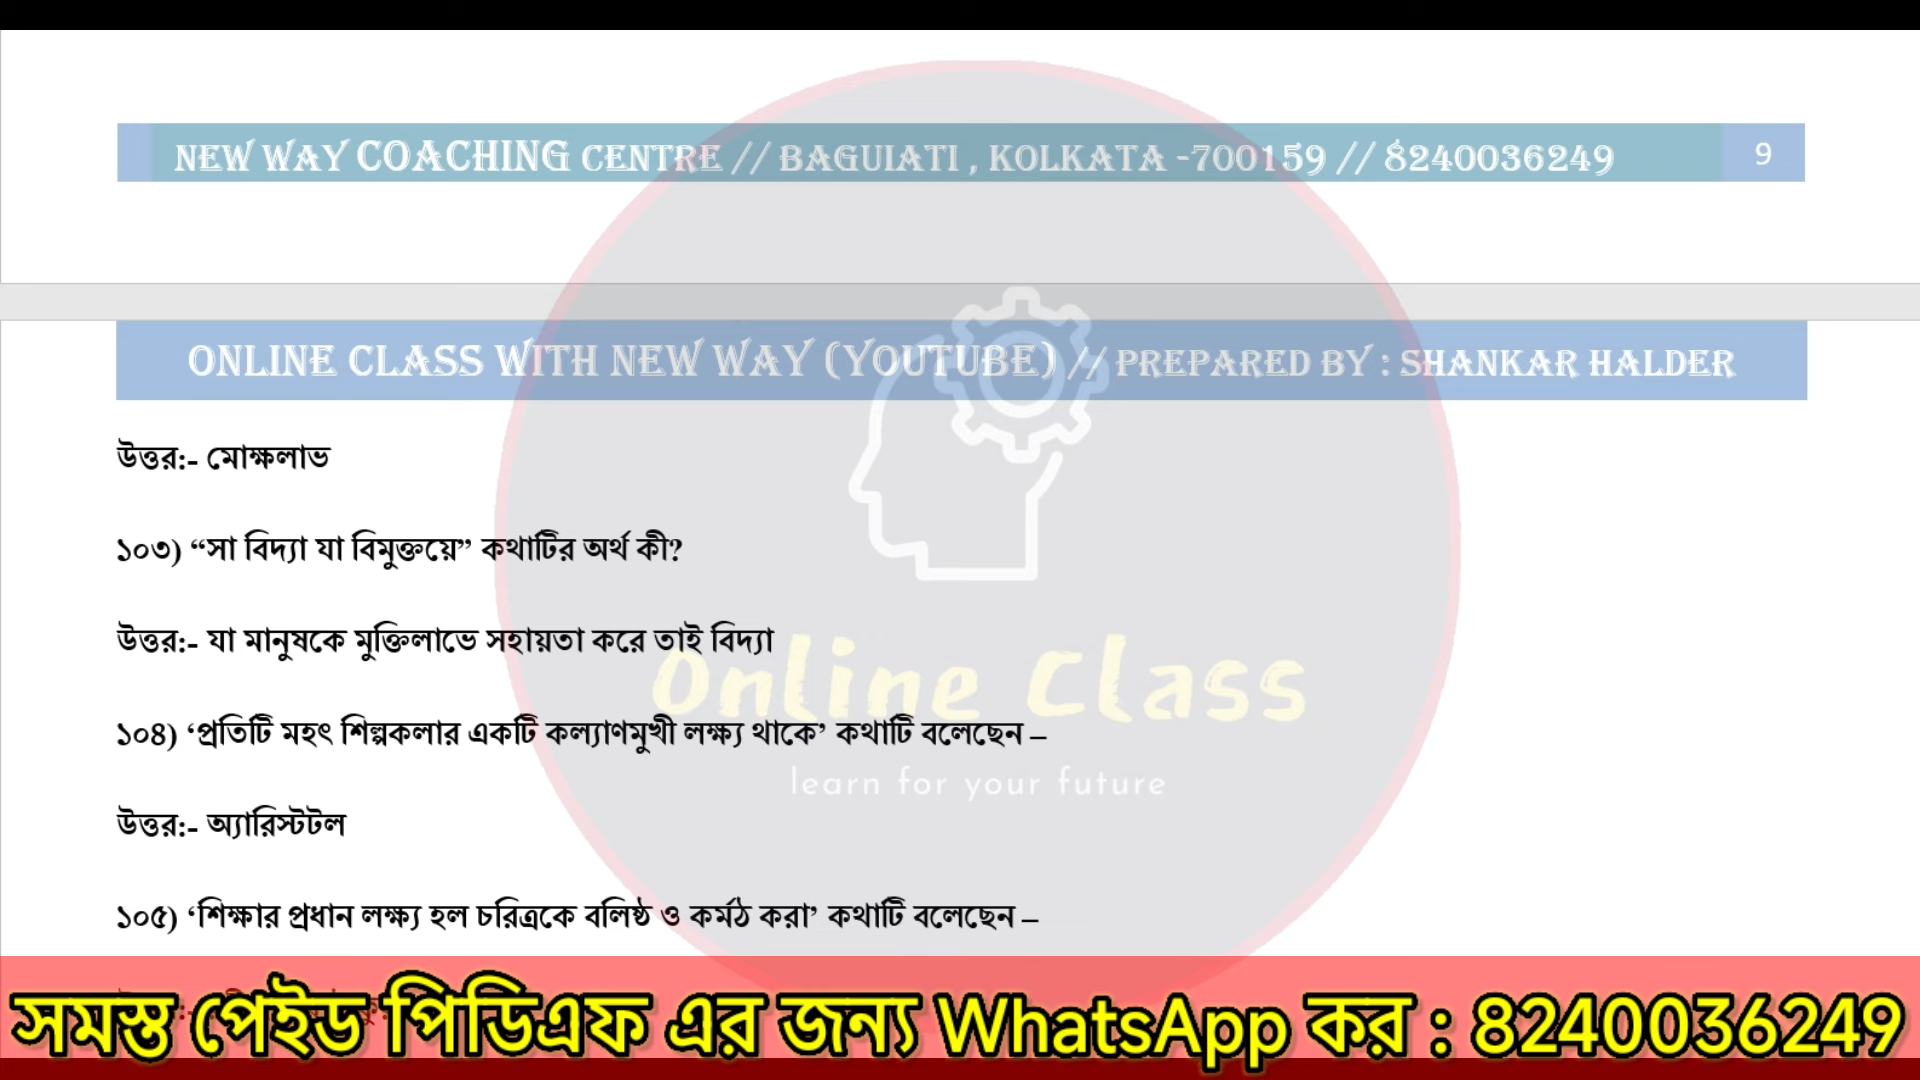 NEW WAY COACHING CENTRE // BAGUIATI , KOLKATA -700159 // 8240036249 9
ONLINE CLASS WITH NEW WAY (YOUTUBE) // PREPARED BY : SHANKAR HALDER
উত্তর:- মোক্ষলাভ
১০৩) “সা বিদ্যা যা বিমুক্তয়ে” কথাটির অর্থ কী?
উত্তর:- যা মানুষকে মুক্তিলাভে সহায়তা করে তাই বিদ্যা
Online Class
১০৪) ‘প্রতিটি মহৎ শিল্পকলার একটি কল্যাণমুখী লক্ষ্য থাকে’ কথাটি বলেছেন –
learn for your future
উত্তর:- অ্যারিস্টটল
১০৫) ‘শিক্ষার প্রধান লক্ষ্য হল চরিত্রকে বলিষ্ঠ ও কর্মঠ করা’ কথাটি বলেছেন –
সমস্ত পেইড পিডিএফ এর জন্য WhatsApp কর : 8240036249